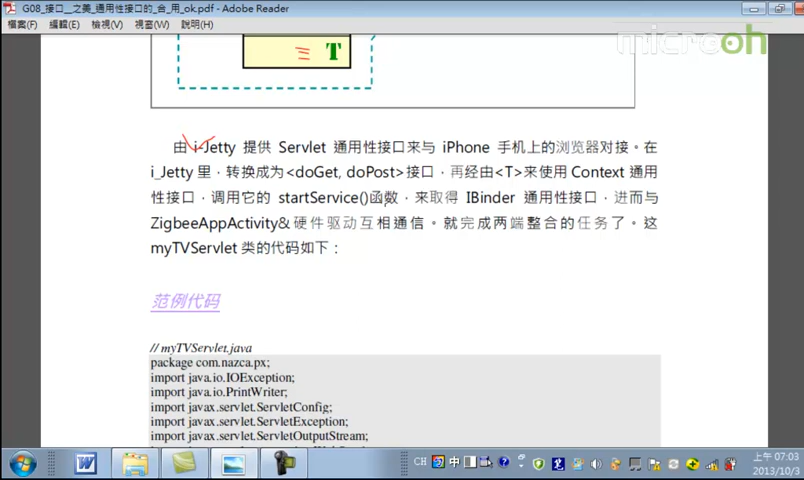 G08_接口__之美_通用性接口的_合_用_ok.pdf - Adobe Reader
檔案(F) 編輯(E) 檢視(V) 視窗(W) 說明(H)
microoh
三 T
由 i-Jetty 提供 Servlet 通用性接口来与 iPhone 手机上的浏览器对接。在
i_Jetty 里，转换成为<doGet, doPost>接口，再经由<T>来使用 Context 通用
性接口，调用它的 startService()函数，来取得 IBinder 通用性接口，进而与
ZigbeeAppActivity&硬件驱动互相通信。就完成两端整合的任务了。这
myTVServlet 类的代码如下：
范例代码
// myTVServlet.java
package com.nazca.px;
import java.io.IOException;
import java.io.PrintWriter;
import javax.servlet.ServletConfig;
import javax.servlet.ServletException;
import javax.servlet.ServletOutputStream;
CH 中 上午 07:03
2013/10/3